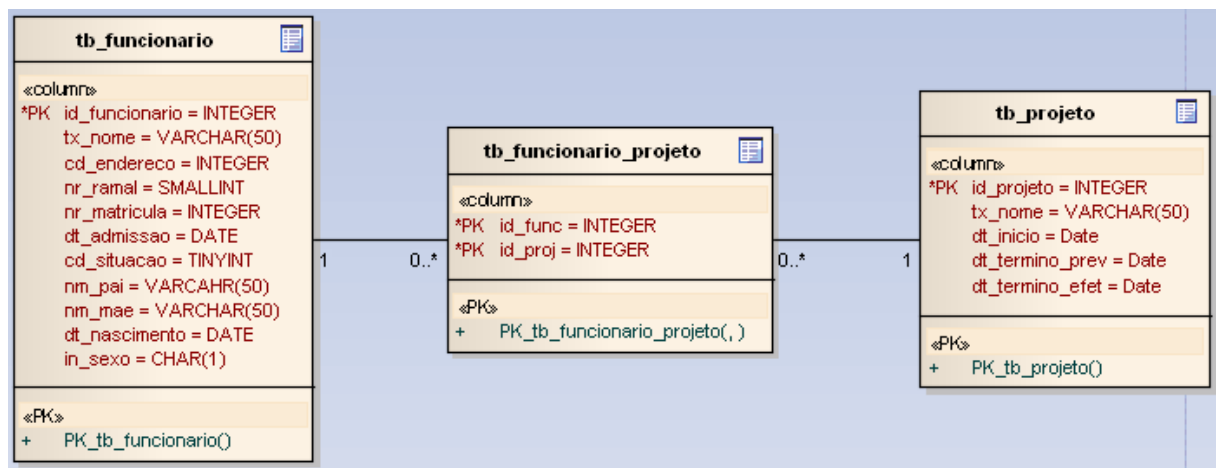 tb_funcionario
«column»
*PK id_funcionario = INTEGER
tx_nome = VARCHAR(50)
cd_endereco = INTEGER
nr_ramal = SMALLINT
nr_matricula = INTEGER
dt_admissao = DATE
cd_situacao = TINYINT
nm_pai = VARCAHR(50)
nm_mae = VARCHAR(50)
dt_nascimento = DATE
in_sexo = CHAR(1)
«PK»
+ PK_tb_funcionario()
1
0..*
tb_funcionario_projeto
«column»
*PK id_func = INTEGER
*PK id_proj = INTEGER
«PK»
+ PK_tb_funcionario_projeto(, )
0..*
1
tb_projeto
«column»
*PK id_projeto = INTEGER
tx_nome = VARCHAR(50)
dt_inicio = Date
dt_termino_prev = Date
dt_termino_efet = Date
«PK»
+ PK_tb_projeto()